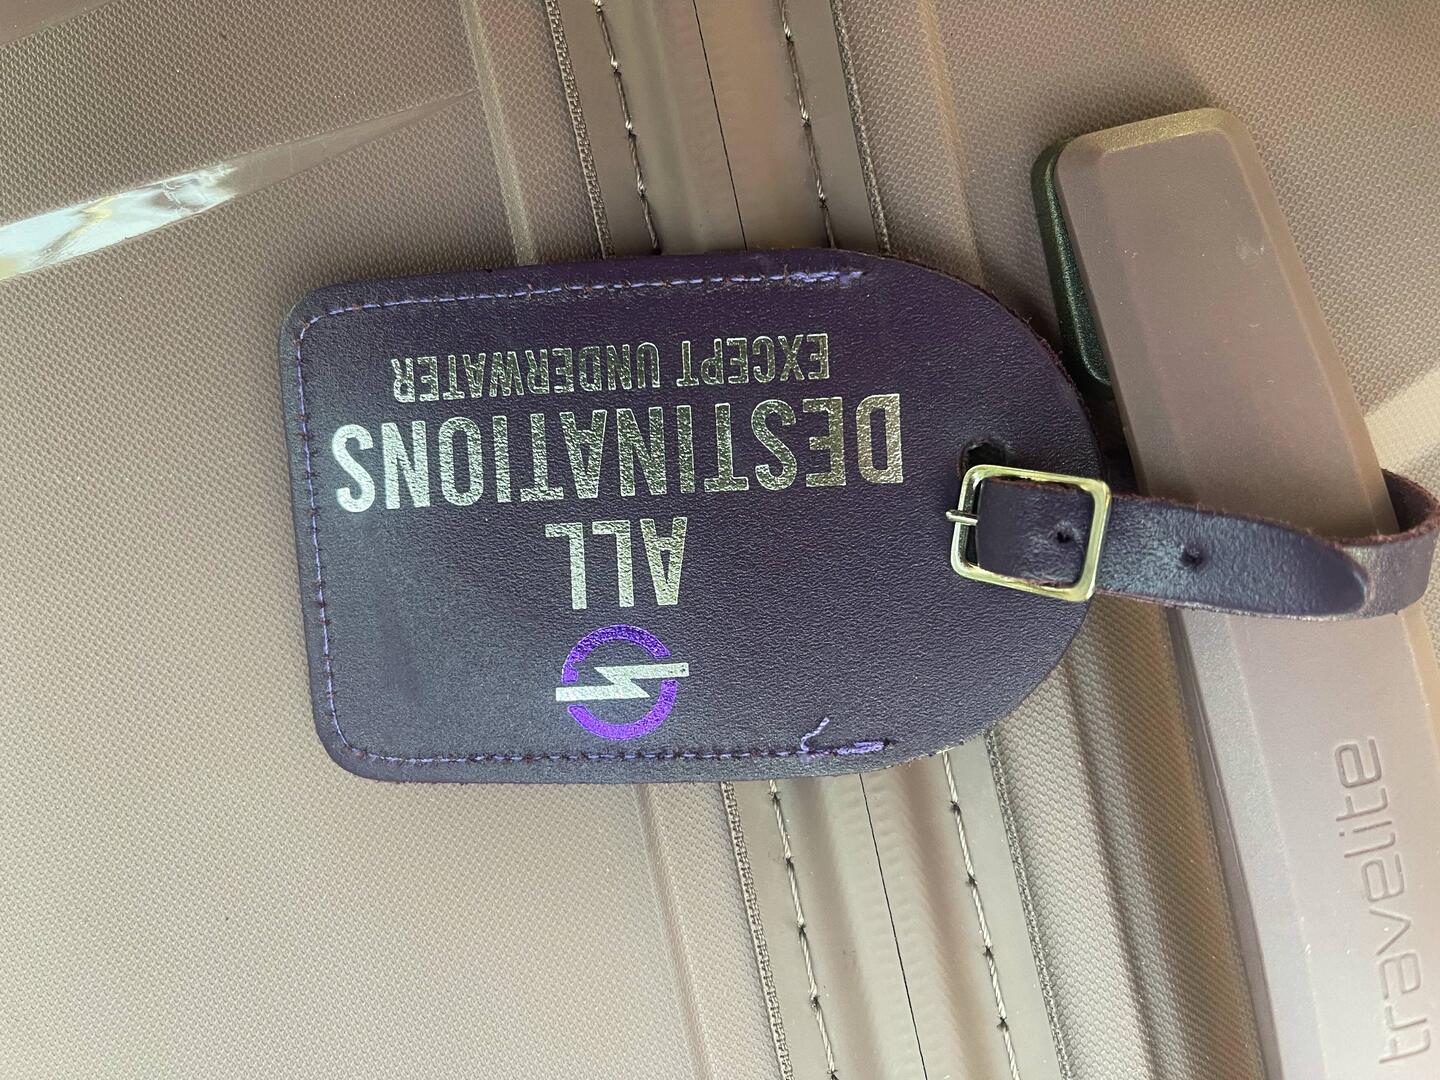 ALL
DESTINATIONS
EXCEPT UNDERWATER
travelite